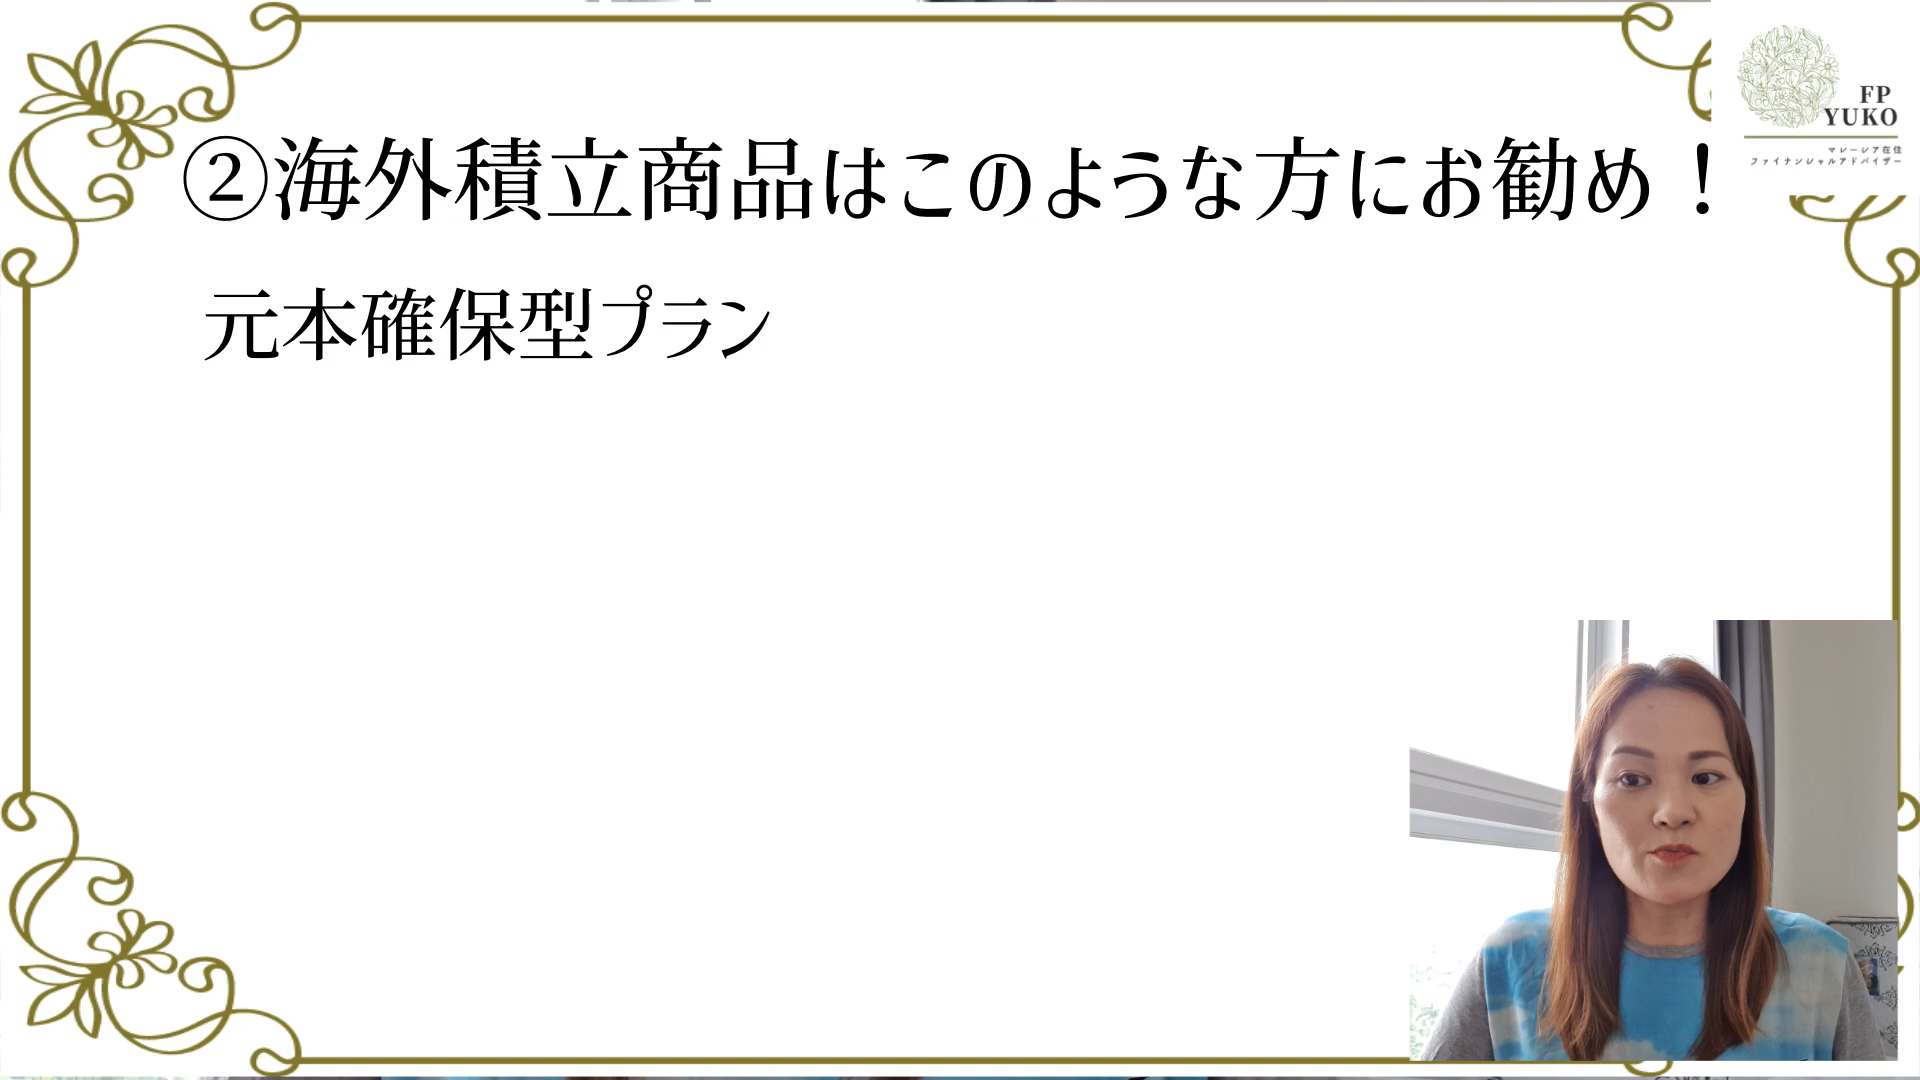 ②海外積立商品はこのような方にお勧め！
元本確保型プラン
FP
YUKO
マレーシア在住
ファイナンシャルアドバイザー